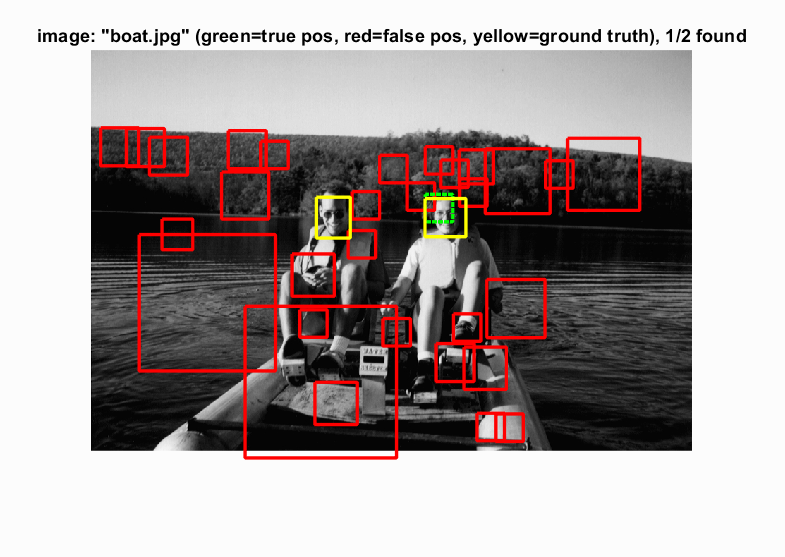 image: "boat.jpg" (green=true pos, red=false pos, yellow=ground truth), 1/2 found